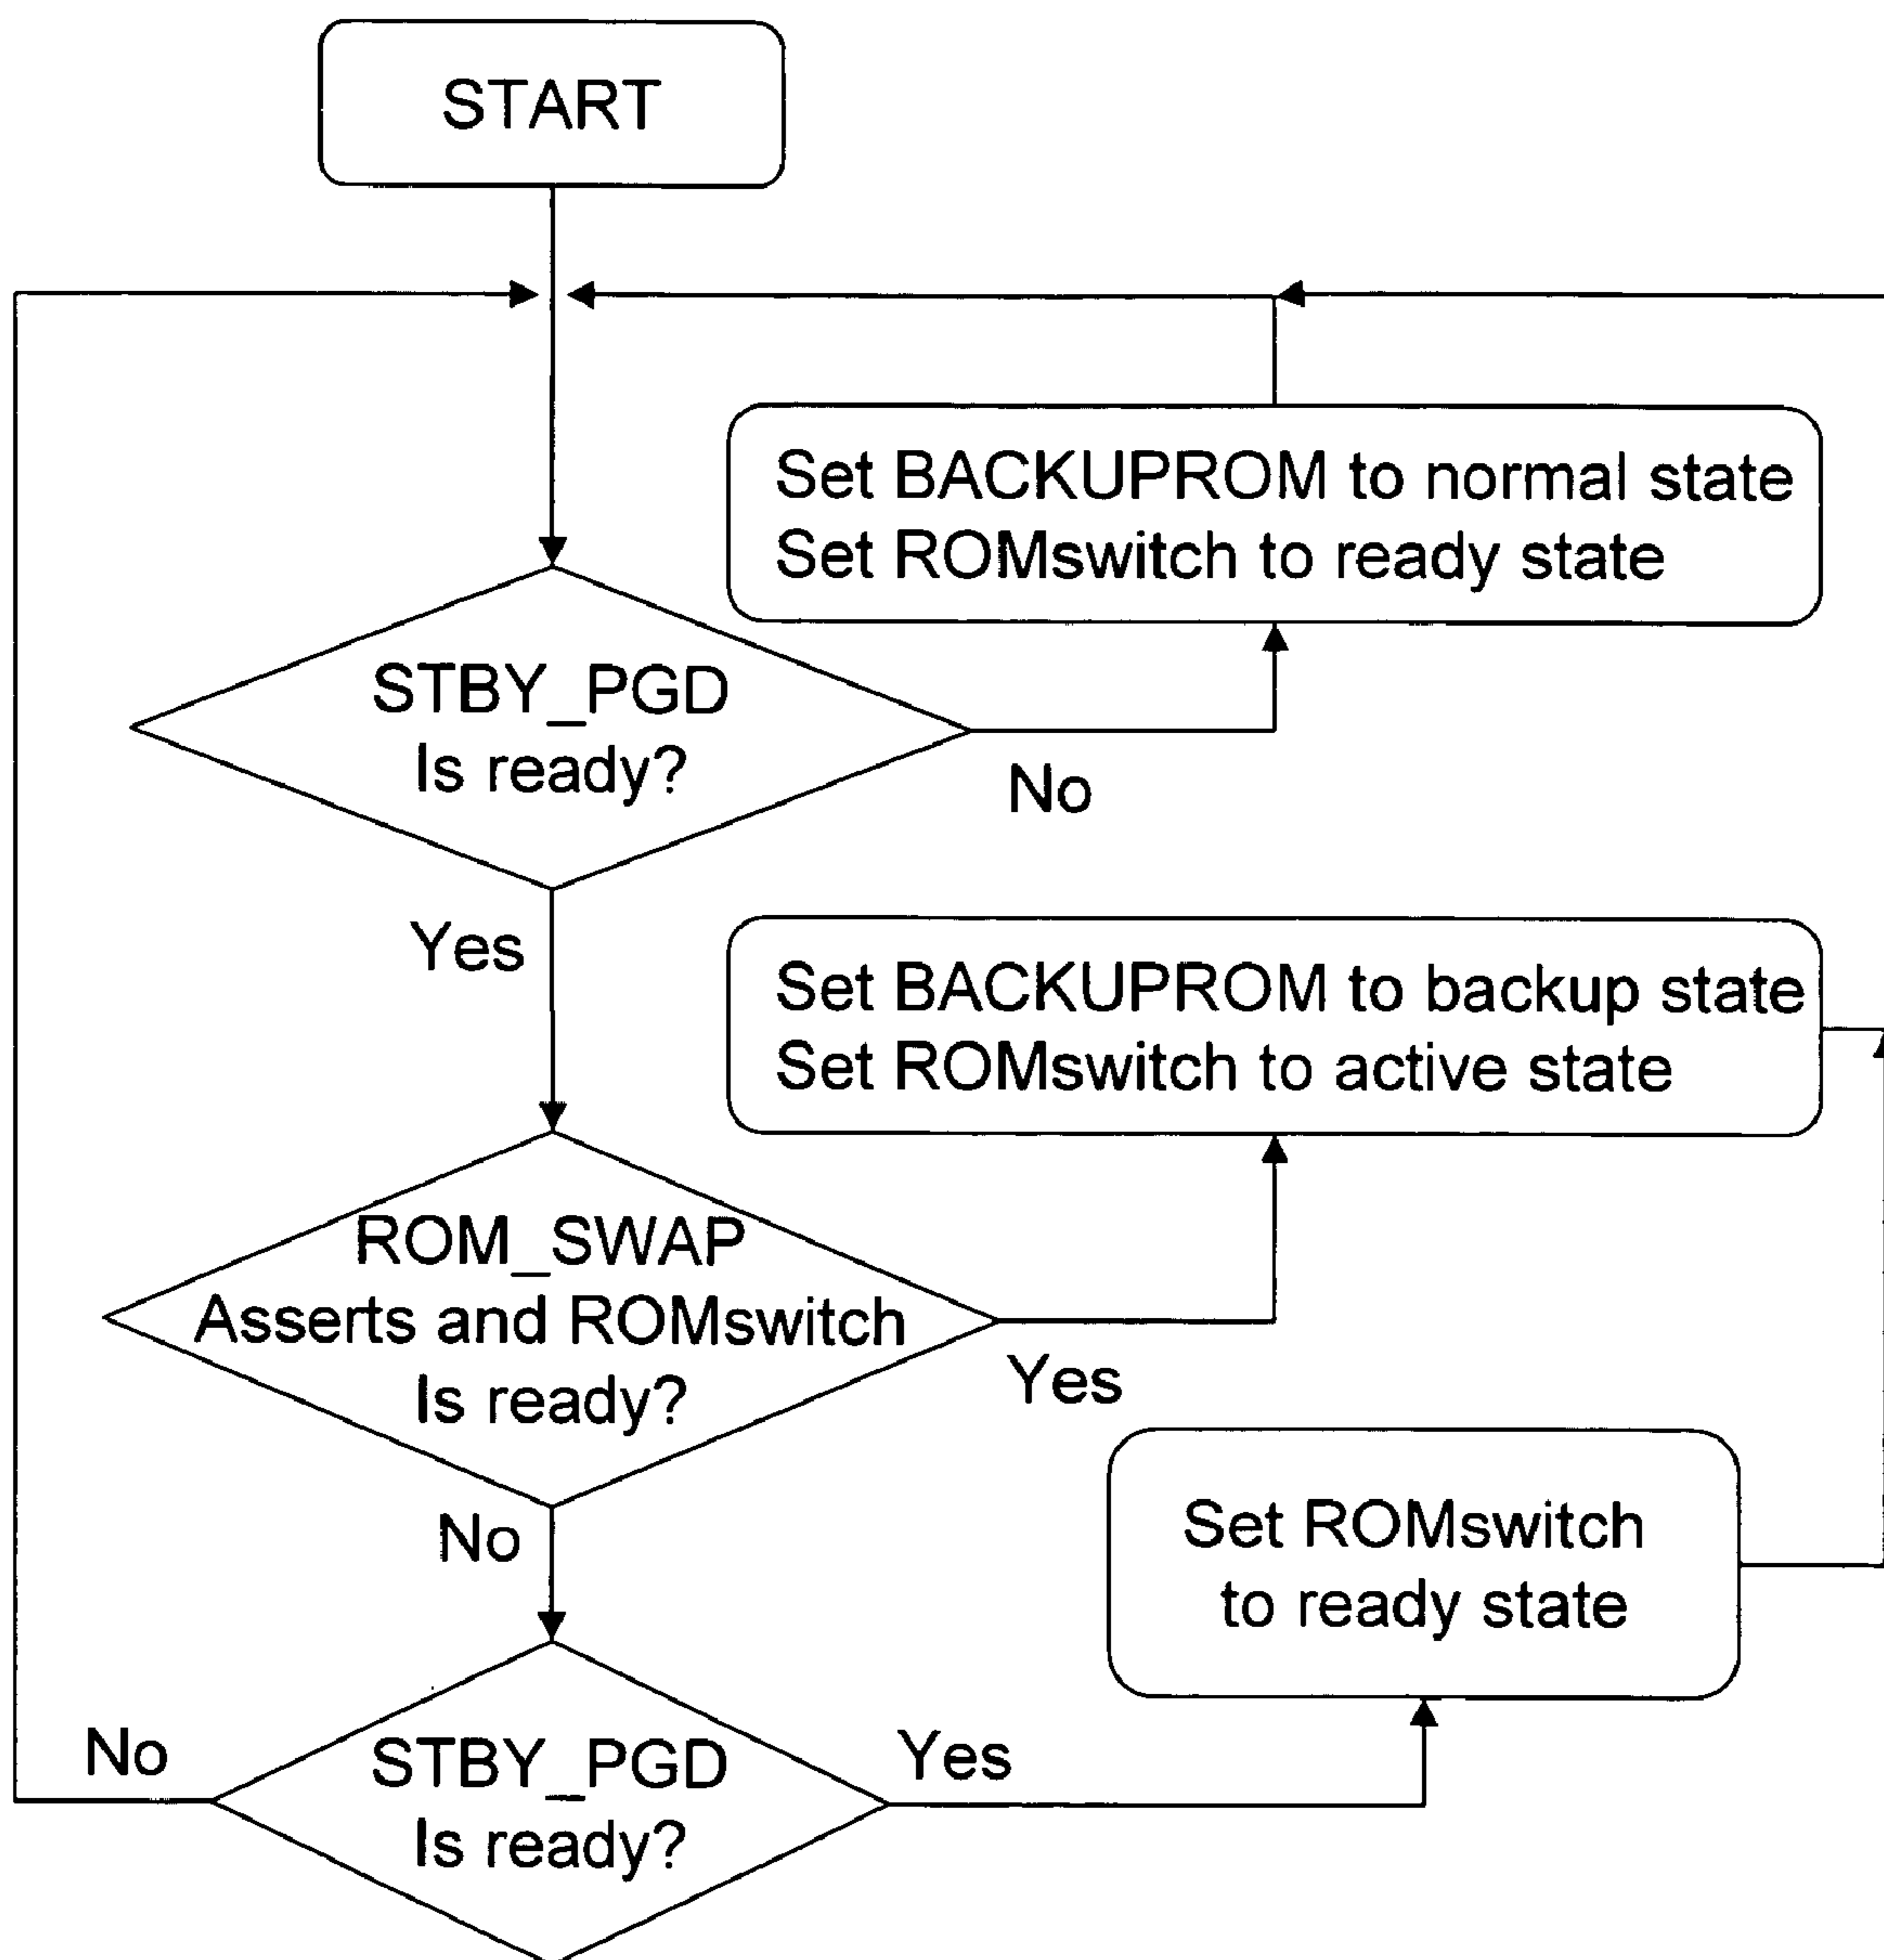 START
Set BACKUPROM to normal state
Set ROMswitch to ready state
STBY_PGD
Is ready?
No
Yes
Set BACKUPROM to backup state
Set ROMswitch to active state
ROM_SWAP
Asserts and ROMswitch
Is ready?
Yes
No
Set ROMswitch
to ready state
No
STBY_PGD
Is ready?
Yes